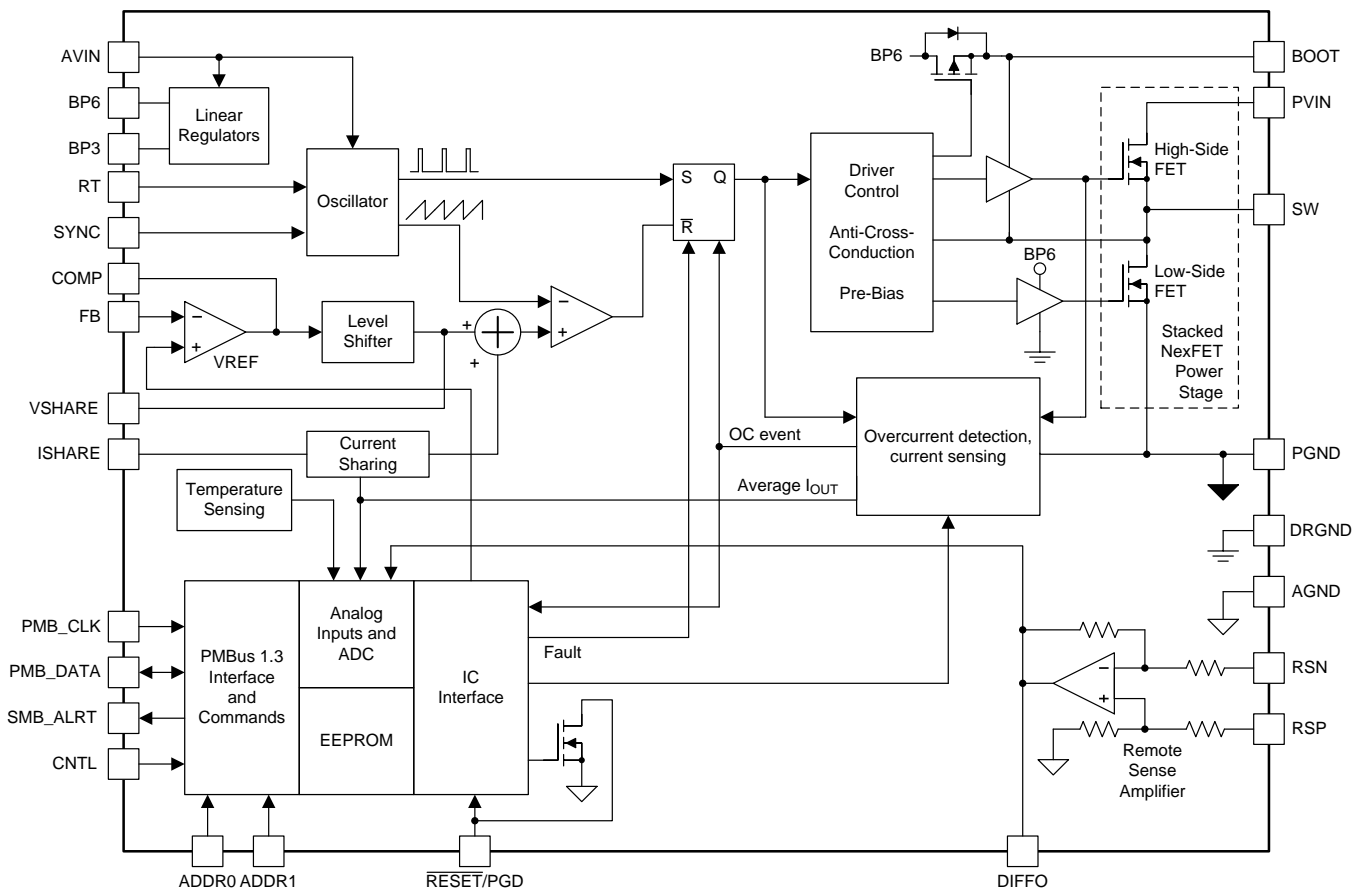 AVIN
BP6
BP3
RT
SYNC
COMP
FB
VSHARE
ISHARE
PMB_CLK
PMB_DATA
SMB_ALRT
CNTL
Linear
Regulators
Oscillator
−
+
VREF
Level
Shifter
+
+
−
+
Current
Sharing
Temperature
Sensing
S Q
R̅
BP6
Driver
Control
Anti-Cross-
Conduction
Pre-Bias
BP6
High-Side
FET
Low-Side
FET
Stacked
NexFET
Power
Stage
OC event
Average IOUT
Overcurrent detection,
current sensing
PMBus 1.3
Interface
and
Commands
Analog
Inputs and
ADC
EEPROM
IC
Interface
Fault
−
+
Remote
Sense
Amplifier
BOOT
PVIN
SW
PGND
DRGND
AGND
RSN
RSP
ADDR0 ADDR1
R̅E̅S̅E̅T̅/PGD
DIFFO